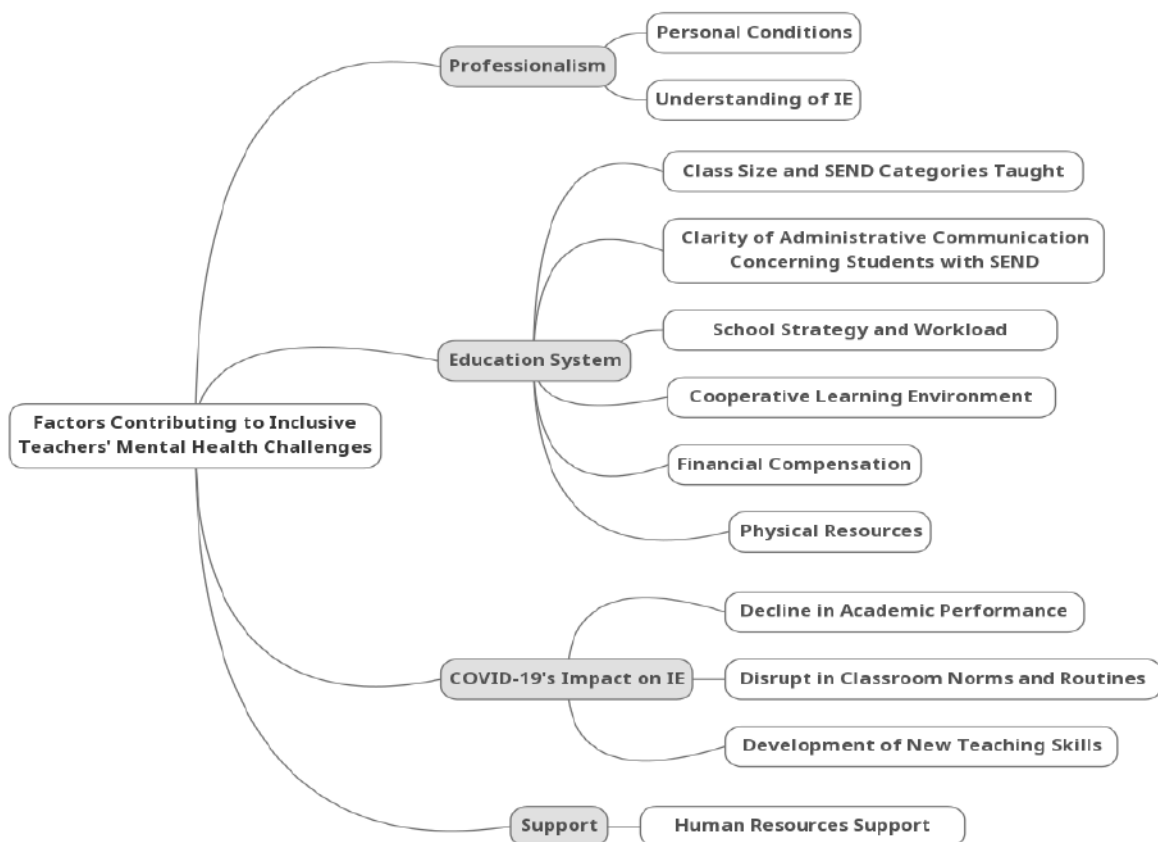 Factors Contributing to Inclusive
Teachers' Mental Health Challenges
Professionalism
Personal Conditions
Understanding of IE
Education System
Class Size and SEND Categories Taught
Clarity of Administrative Communication
Concerning Students with SEND
School Strategy and Workload
Cooperative Learning Environment
Financial Compensation
Physical Resources
COVID-19's Impact on IE
Decline in Academic Performance
Disrupt in Classroom Norms and Routines
Development of New Teaching Skills
Support
Human Resources Support